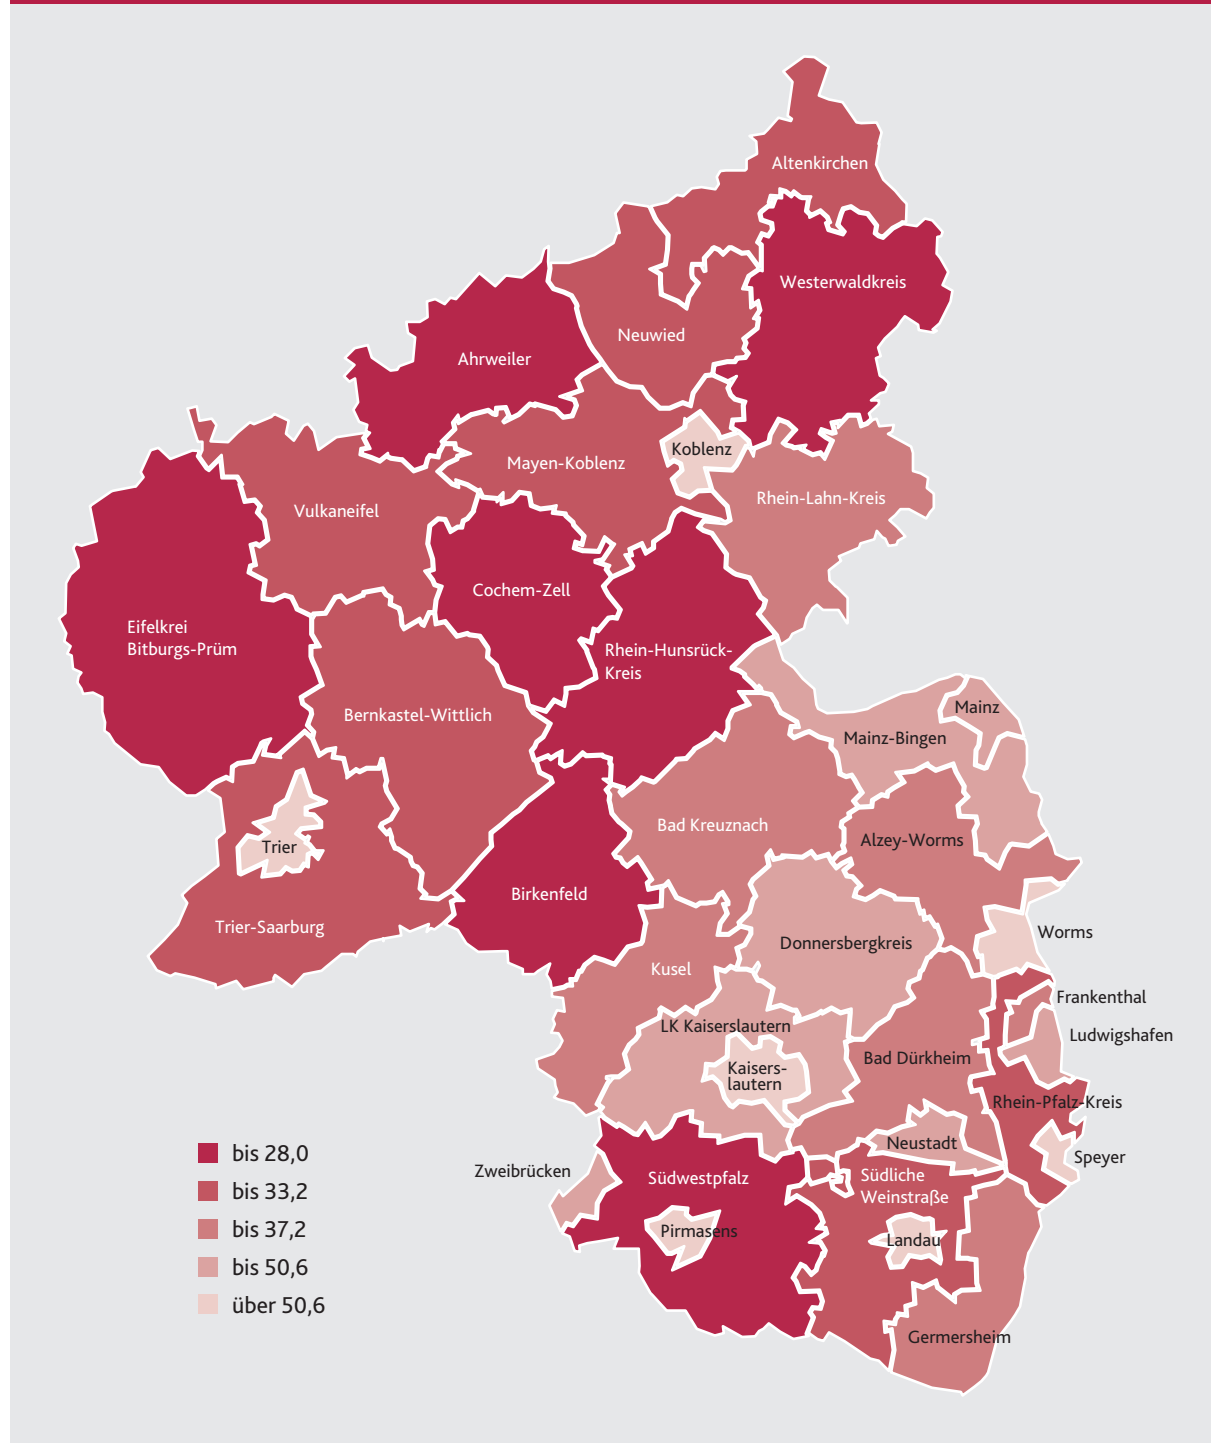 Altenkirchen
Westerwaldkreis
Neuwied
Ahrweiler
Koblenz
Mayen-Koblenz
Rhein-Lahn-Kreis
Vulkaneifel
Cochem-Zell
Eifelkrei
Bitburgs-Prüm
Rhein-Hunsrück-
Kreis
Bernkastel-Wittlich
Mainz
Mainz-Bingen
Bad Kreuznach
Alzey-Worms
Trier
Birkenfeld
Trier-Saarburg
Worms
Donnersbergkreis
Kusel
Frankenthal
LK Kaiserslautern
Ludwigshafen
Bad Dürkheim
Kaisers-
lautern
Rhein-Pfalz-Kreis
Neustadt
Speyer
Zweibrücken
Südwestpfalz
Südliche
Weinstraße
Pirmasens
Landau
Germersheim
bis 28,0
bis 33,2
bis 37,2
bis 50,6
über 50,6